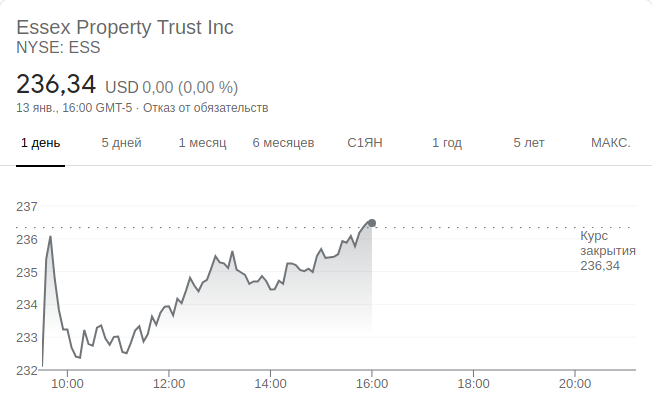 Essex Property Trust Inc
NYSE: ESS
236,34 USD 0,00 (0,00 %)
13 янв., 16:00 GMT-5 · Отказ от обязательств
1 день 5 дней 1 месяц 6 месяцев С1ЯН 1 год 5 лет МАКС.
237
236
235
234
233
232
Курс
закрытия
236,34
10:00 12:00 14:00 16:00 18:00 20:00